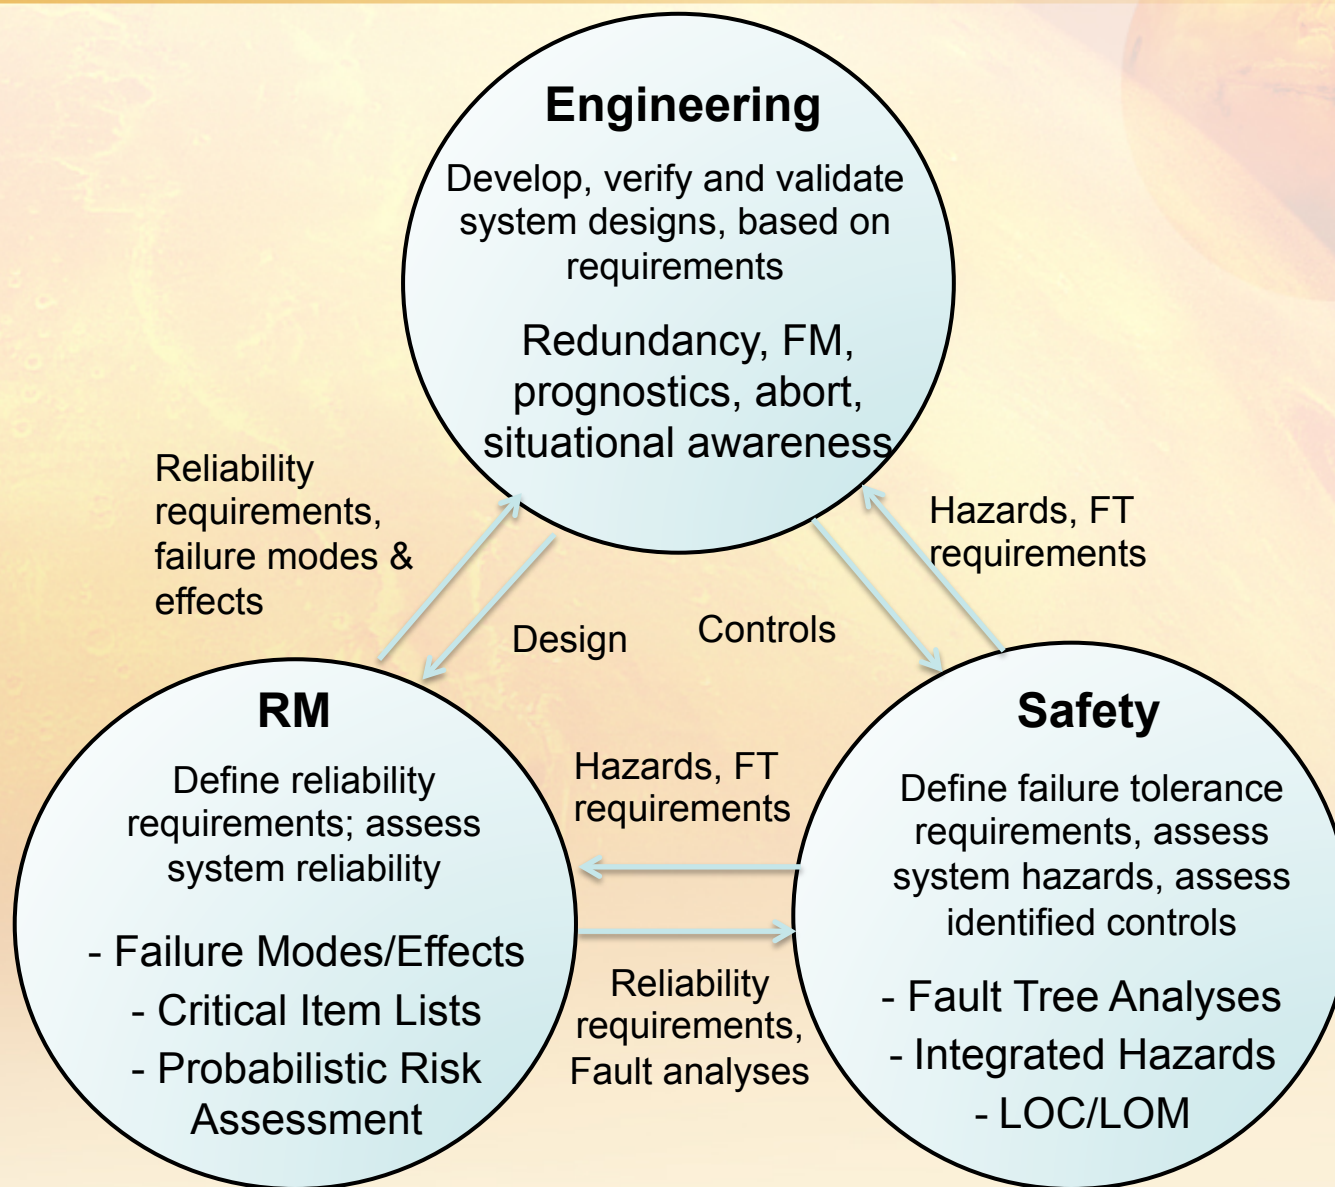 Engineering
Develop, verify and validate
system designs, based on
requirements
Redundancy, FM,
prognostics, abort,
situational awareness
Reliability
requirements,
failure modes &
effects
Hazards, FT
requirements
Design
Controls
RM
Define reliability
requirements; assess
system reliability
- Failure Modes/Effects
- Critical Item Lists
- Probabilistic Risk
Assessment
Hazards, FT
requirements
Reliability
requirements,
Fault analyses
Safety
Define failure tolerance
requirements, assess
system hazards, assess
identified controls
- Fault Tree Analyses
- Integrated Hazards
- LOC/LOM